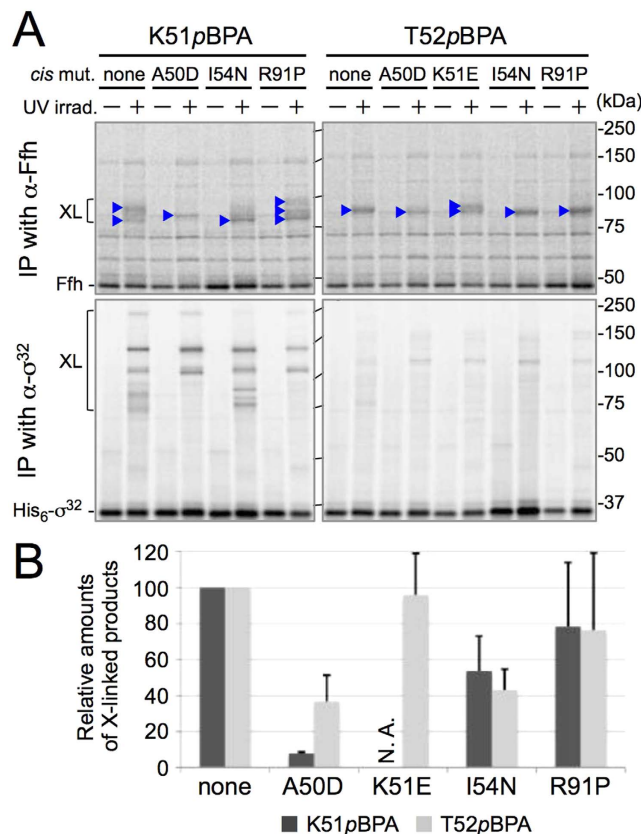 A
K51pBPA T52pBPA
cis mut. none A50D I54N R91P none A50D K51E I54N R91P
UV irrad. − + − + − + − + − + − + − + − + − + (kDa)
IP with α-Ffh
XL
Ffh -
-250
-150
-100
-75
-50
IP with α-σ32
XL
His6-σ32 -
-250
-150
-100
-75
-50
-37
B
Relative amounts
of X-linked products
120
100
80
60
40
20
0
N. A.
none A50D K51E I54N R91P
K51pBPA T52pBPA